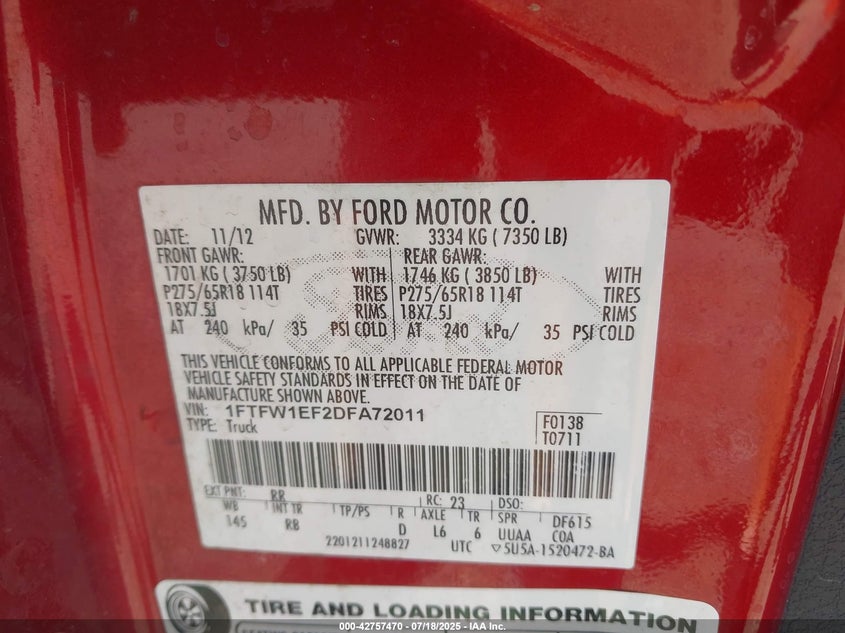 MFD. BY FORD MOTOR CO.
DATE: 11/12 GVWR: 3334 KG ( 7350 LB)
FRONT GAWR: REAR GAWR:
1701 KG ( 3750 LB) WITH 1746 KG ( 3850 LB) WITH
P275/65R18 114T TIRES P275/65R18 114T TIRES
18X7.5J RIMS 18X7.5J RIMS
AT 240 kPa/ 35 PSI COLD AT 240 kPa/ 35 PSI COLD
THIS VEHICLE CONFORMS TO ALL APPLICABLE FEDERAL MOTOR
VEHICLE SAFETY STANDARDS IN EFFECT ON THE DATE OF
MANUFACTURE SHOWN ABOVE.
VIN: 1FTFW1EF2DFA72011 F0138
TYPE: Truck T0711
EXT PNT: RR RC: 23 DSO:
WB INT TR TP/PS R AXLE TR SPR DF615
145 RB D L6 6 UUAA COA
2201211248827 UTC ▽5U5A-1520472-BA
TIRE AND LOADING INFORMATION
000-42757470 - 07/18/2025 - IAA Inc.